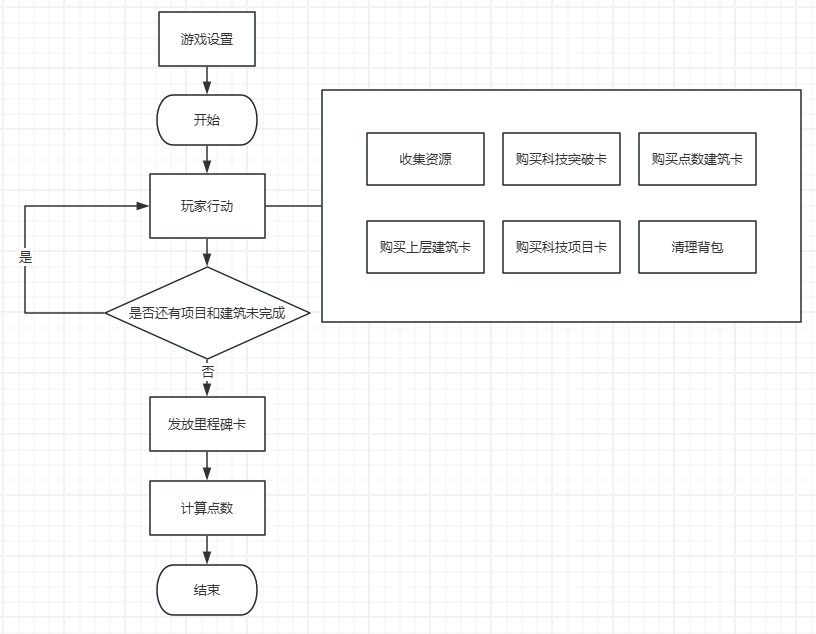 游戏设置
开始
玩家行动
收集资源
购买科技突破卡
购买点数建筑卡
购买上层建筑卡
购买科技项目卡
清理背包
是
是否还有项目和建筑未完成
否
发放里程碑卡
计算点数
结束